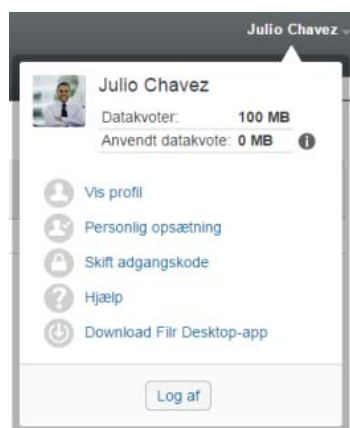 Julio Chavez
Julio Chavez
Datakvoter: 100 MB
Anvendt datakvote: 0 MB
Vis profil
Personlig opsætning
Skift adgangskode
Hjælp
Download Filr Desktop-app
Log af